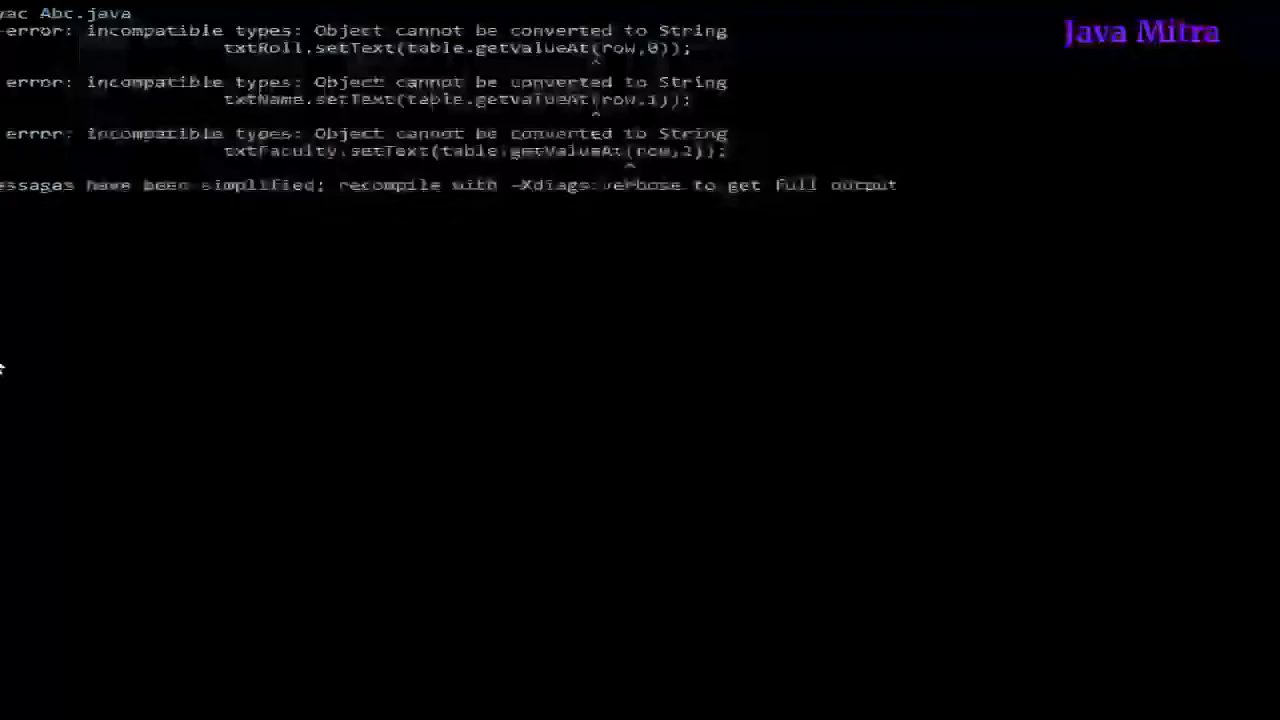 vac Abc.java
error: incompatible types: Object cannot be converted to String
txtRoll.setText(table.getValueAt(row,0));
^
error: incompatible types: Object cannot be converted to String
txtName.setText(table.getValueAt(row,1));
^
error: incompatible types: Object cannot be converted to String
txtFaculty.setText(table.getValueAt(row,2));
^
essages have been simplified; recompile with -Xdiags:verbose to get full output
Java Mitra